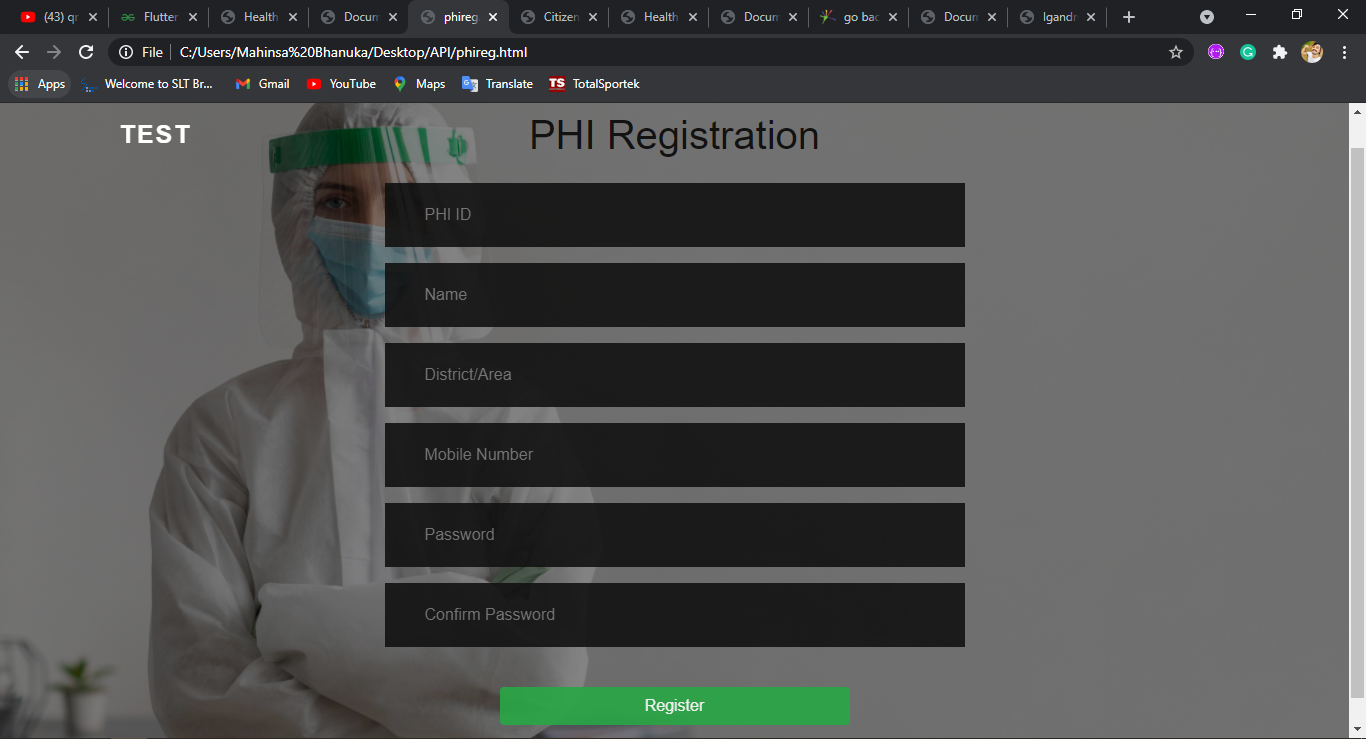 (43) qr
Flutter
Health
Docum
phireg.
Citizen
Health
Docum
go bac
Docum
Igandr
File
C:/Users/Mahinsa%20Bhanuka/Desktop/API/phireg.html
Apps
Welcome to SLT Br...
Gmail
YouTube
Maps
Translate
TS TotalSportek
TEST
PHI Registration
PHI ID
Name
District/Area
Mobile Number
Password
Confirm Password
Register